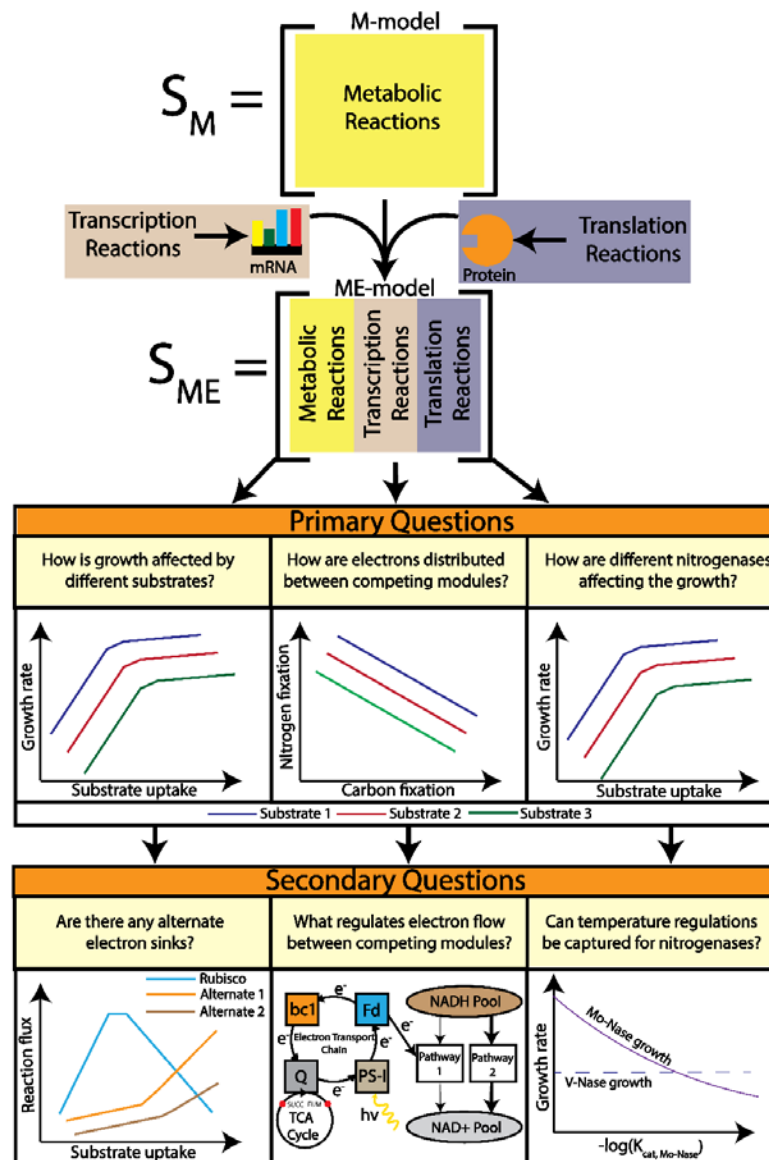 M-model
S_M =
Metabolic
Reactions
Transcription
Reactions
mRNA
Protein
Translation
Reactions
ME-model
S_ME =
Metabolic
Reactions
Transcription
Reactions
Translation
Reactions
Primary Questions
How is growth affected by
different substrates?
How are electrons distributed
between competing modules?
How are different nitrogenases
affecting the growth?
Growth rate
Substrate uptake
Nitrogen fixation
Carbon fixation
Growth rate
Substrate uptake
Substrate 1
Substrate 2
Substrate 3
Secondary Questions
Are there any alternate
electron sinks?
What regulates electron flow
between competing modules?
Can temperature regulations
be captured for nitrogenases?
Reaction flux
Rubisco
Alternate 1
Alternate 2
Substrate uptake
e-
bc1
Fd
e-
e-
Electron Transport
Chain
e-
Q
e-
PS-I
SUCC FUM
TCA
Cycle
hν
NADH Pool
Pathway
1
Pathway
2
NAD+ Pool
Growth rate
Mo-Nase growth
V-Nase growth
-log(K_cat, Mo-Nase)